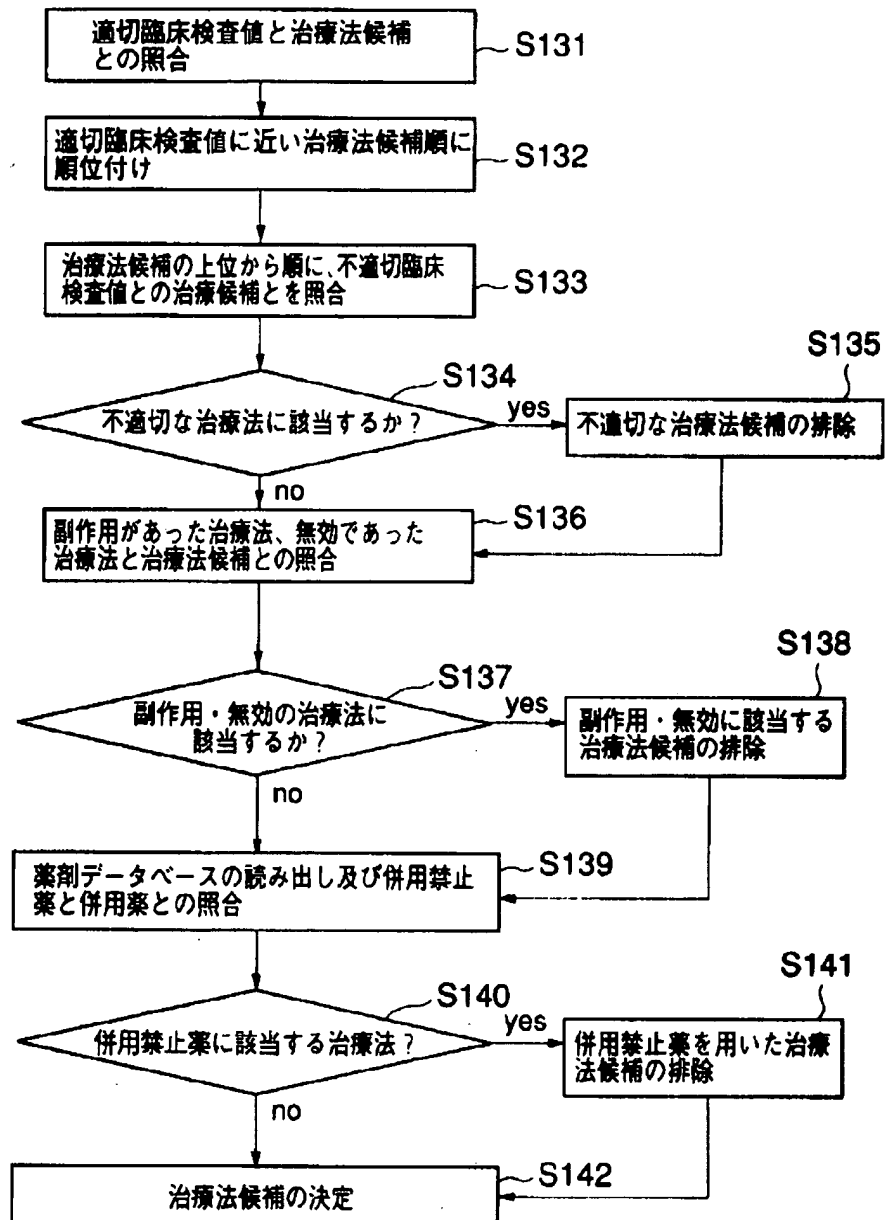 適切臨床検査値と治療法候補
との照合
S131
適切臨床検査値に近い治療法候補順に
順位付け
S132
治療法候補の上位から順に、不適切臨床
検査値との治療候補とを照合
S133
S134
不適切な治療法に該当するか？
yes
no
S135
不適切な治療法候補の排除
副作用があった治療法、無効であった
治療法と治療法候補との照合
S136
S137
副作用・無効の治療法に
該当するか？
yes
no
S138
副作用・無効に該当する
治療法候補の排除
薬剤データベースの読み出し及び併用禁止
薬と併用薬との照合
S139
S140
併用禁止薬に該当する治療法？
yes
no
S141
併用禁止薬を用いた治療
法候補の排除
治療法候補の決定
S142